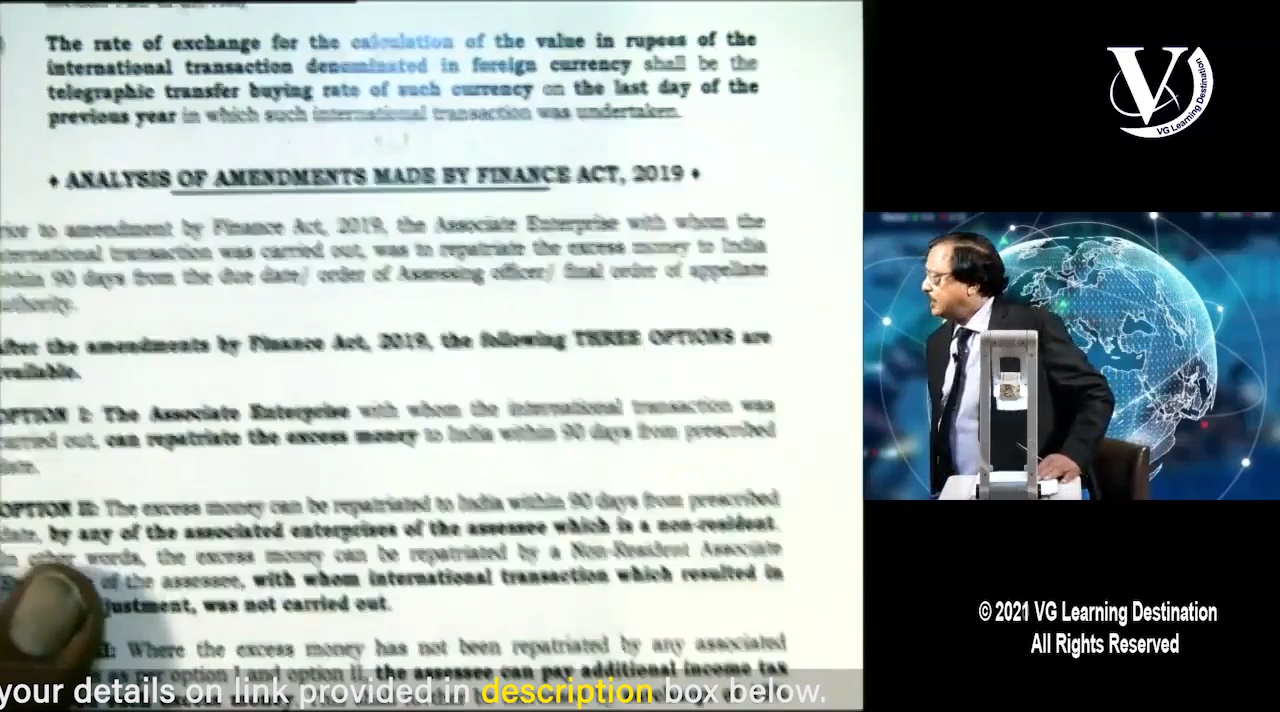 The rate of exchange for the calculation of the value in rupees of the
international transaction denominated in foreign currency shall be the
telegraphic transfer buying rate of such currency on the last day of the
previous year in which such international transaction was undertaken.
♦ ANALYSIS OF AMENDMENTS MADE BY FINANCE ACT, 2019 ♦
to amendment by Finance Act, 2019, the Associate Enterprise with whom the
transaction was carried out, was to repatriate the excess money to India
90 days from the due date/ order of Assessing officer/ final order of appellate
the amendments by Finance Act, 2019, the following THREE OPTIONS are
OPTION I: The Associate Enterprise with whom the international transaction was
out, can repatriate the excess money to India within 90 days from prescribed
OPTION II: The excess money can be repatriated to India within 90 days from prescribed
date, by any of the associated enterprises of the assessee which is a non-resident.
other words, the excess money can be repatriated by a Non-Resident Associate
of the assessee, with whom international transaction which resulted in
justment, was not carried out.
Where the excess money has not been repatriated by any associated
as per option I and option II, the assessee can pay additional income tax
your details on link provided in description box below.
V
VG Learning Destination
© 2021 VG Learning Destination
All Rights Reserved